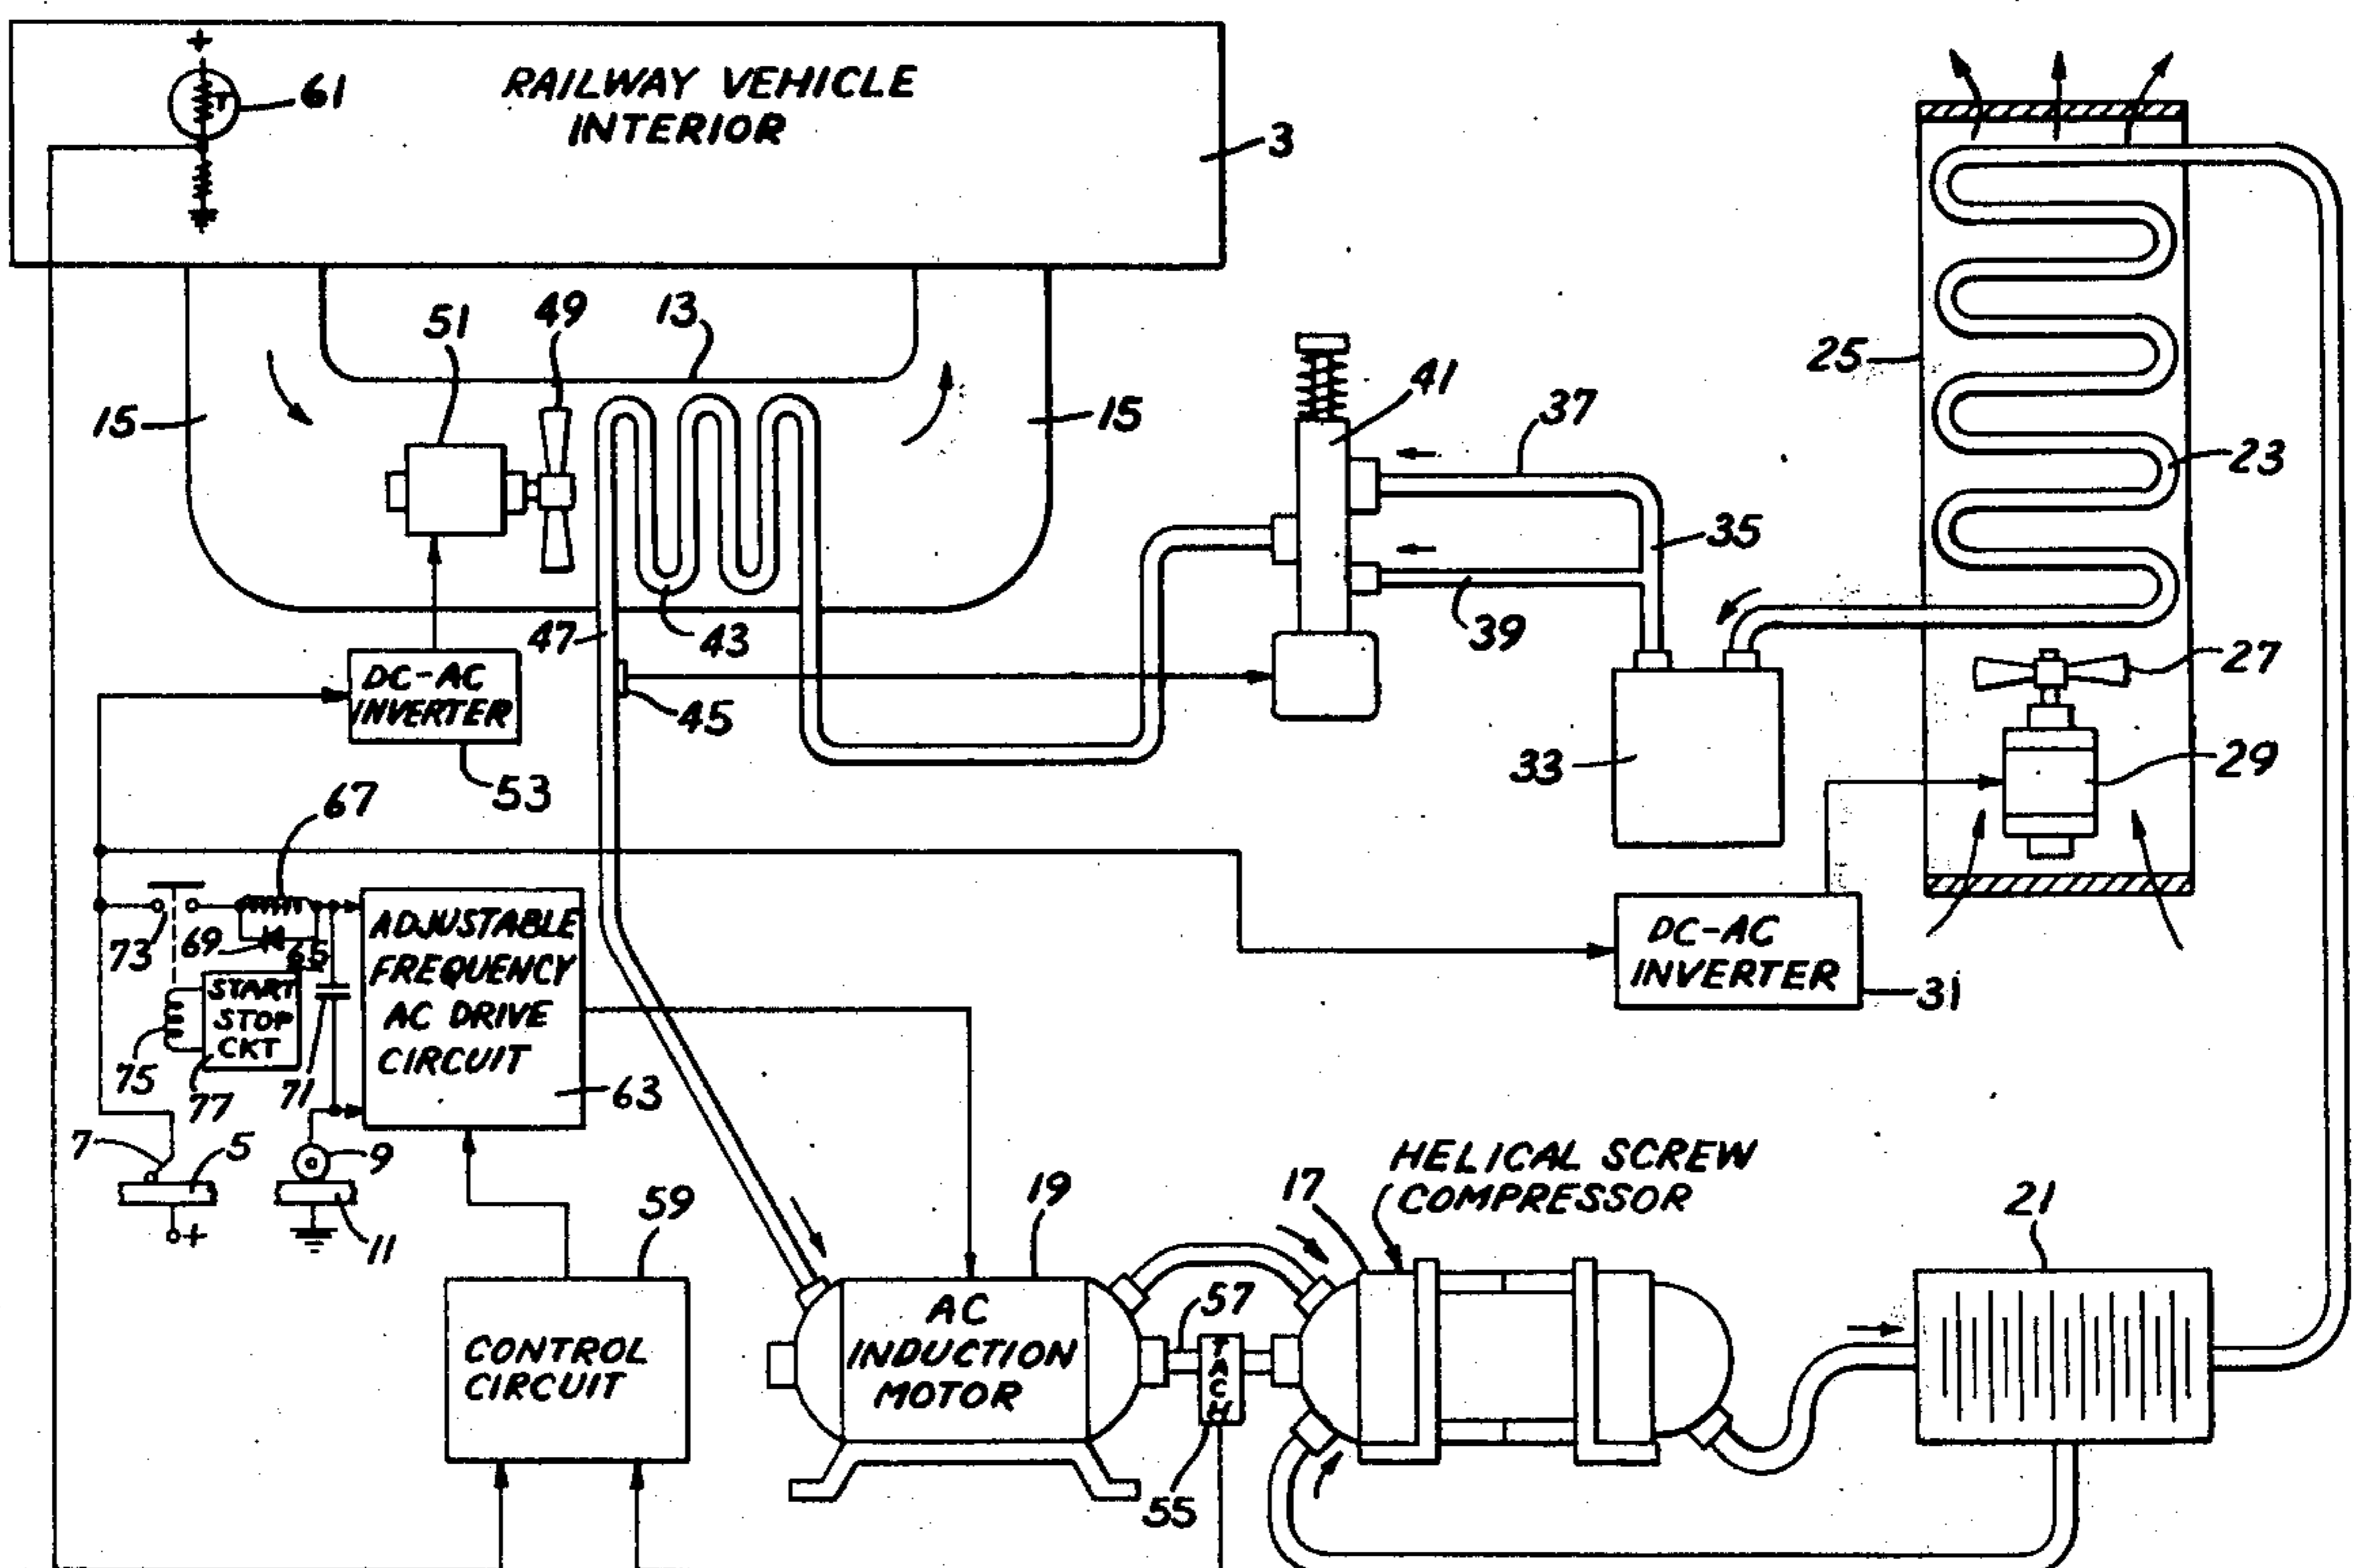 +
61
RAILWAY VEHICLE
INTERIOR
3
T
51
49
13
15
15
41
37
35
39
25
23
27
29
33
43
47
45
DC-AC
INVERTER
53
67
73
69
65
START
STOP
CKT
75
77
71
ADJUSTABLE
FREQUENCY
AC DRIVE
CIRCUIT
63
DC-AC
INVERTER
31
7
5
9
11
+
59
CONTROL
CIRCUIT
19
AC
INDUCTION
MOTOR
57
TACH
55
17
HELICAL SCREW
COMPRESSOR
21